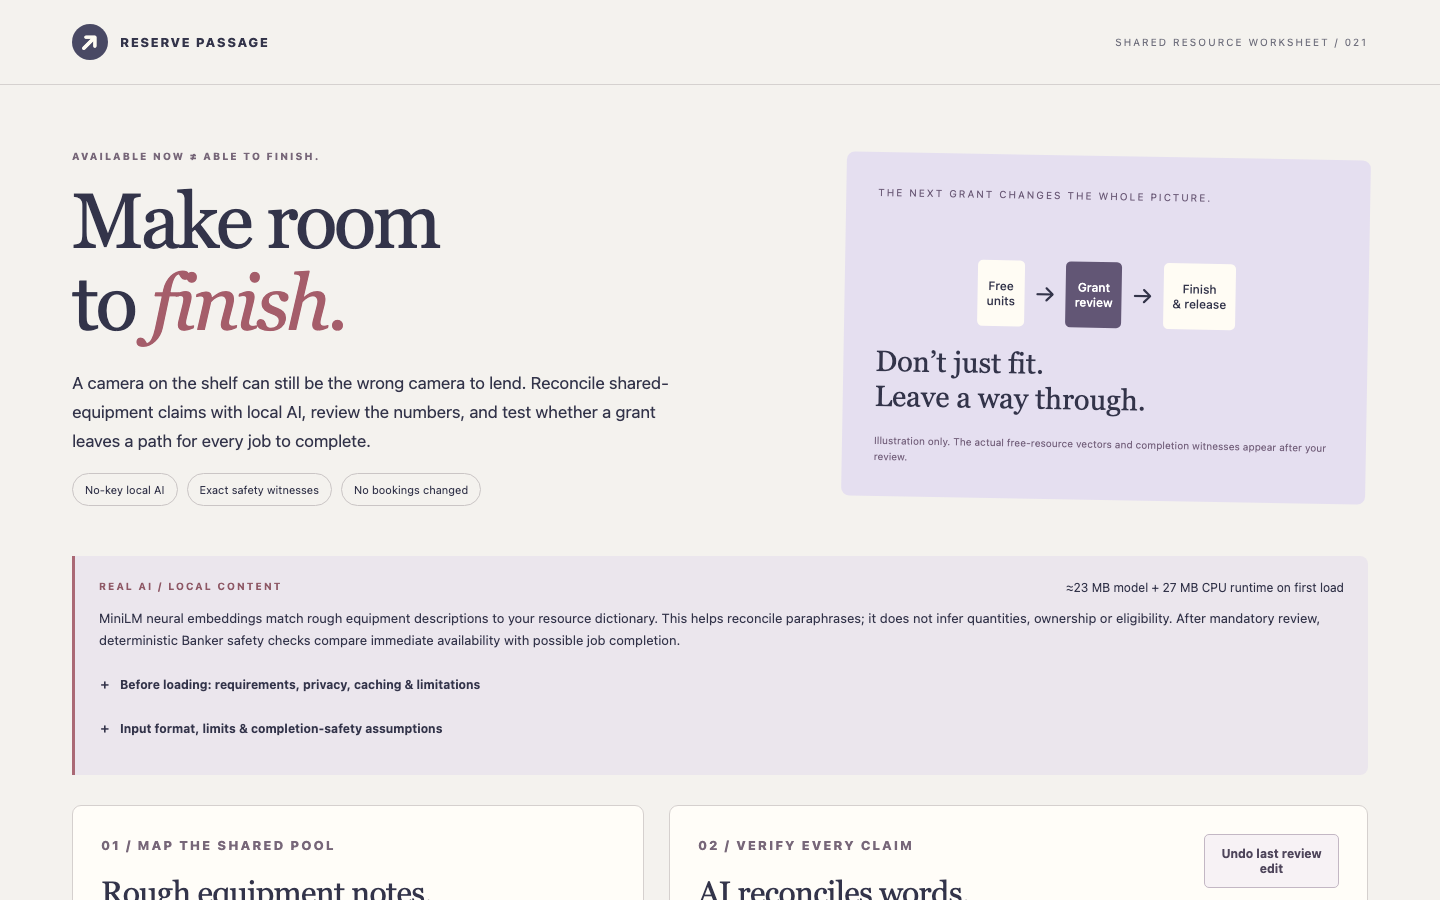 RESERVE PASSAGE
SHARED RESOURCE WORKSHEET / 021
AVAILABLE NOW ≠ ABLE TO FINISH.
Make room
to finish.
A camera on the shelf can still be the wrong camera to lend. Reconcile shared-
equipment claims with local AI, review the numbers, and test whether a grant
leaves a path for every job to complete.
No-key local AI
Exact safety witnesses
No bookings changed
THE NEXT GRANT CHANGES THE WHOLE PICTURE.
Free
units
→
Grant
review
→
Finish
& release
Don’t just fit.
Leave a way through.
Illustration only. The actual free-resource vectors and completion witnesses appear after your
review.
REAL AI / LOCAL CONTENT
≈23 MB model + 27 MB CPU runtime on first load
MiniLM neural embeddings match rough equipment descriptions to your resource dictionary. This helps reconcile paraphrases; it does not infer quantities, ownership or eligibility. After mandatory review,
deterministic Banker safety checks compare immediate availability with possible job completion.
+ Before loading: requirements, privacy, caching & limitations
+ Input format, limits & completion-safety assumptions
01 / MAP THE SHARED POOL
Rough equipment notes.
02 / VERIFY EVERY CLAIM
AI reconciles words.
Undo last review
edit